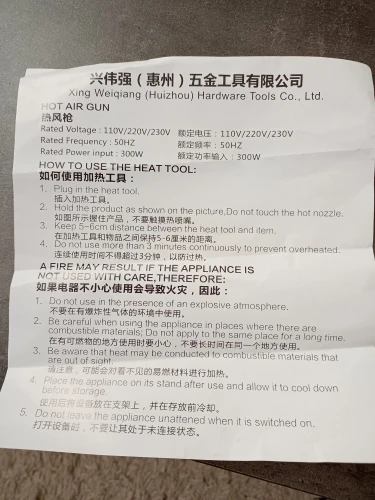 兴伟强（惠州）五金工具有限公司
Xing Weiqiang (Huizhou) Hardware Tools Co., Ltd.
HOT AIR GUN
热风枪
Rated Voltage : 110V/220V/230V 额定电压：110V/220V/230V
Rated Frequency : 50HZ 额定频率：50HZ
Rated Power input : 300W 额定功率输入：300W
HOW TO USE THE HEAT TOOL:
如何使用加热工具：
1. Plug in the heat tool.
插入加热工具。
2. Hold the product as shown on the picture,Do not touch the hot nozzle.
如图所示握住产品，不要触摸热喷嘴。
3. Keep 5-6cm distance between the heat tool and item.
在加热工具和物品之间保持5-6厘米的距离。
4. Do not use more than 3 minutes continuously to prevent overheated.
连续使用时间不得超过3分钟，以防过热。
A FIRE MAY RESULT IF THE APPLIANCE IS
NOT USED WITH CARE,THEREFORE:
如果电器不小心使用会导致火灾，因此：
1. Do not use in the presence of an explosive atmosphere.
不要在有爆炸性气体的环境中使用。
2. Be careful when using the appliance in places where there are
combustible materials; Do not apply to the same place for a long time.
在有可燃物的地方使用时要小心，不要长时间在同一个地方使用。
3. Be aware that heat may be conducted to combustible materials that
are out of sight.
请注意，可能会对看不见的易燃材料进行加热。
4. Place the appliance on its stand after use and allow it to cool down
before storage.
使用后将设备放在支架上，并在存放前冷却。
5. Do not leave the appliance unattened when it is switched on.
打开设备时，不要让其处于未连接状态。